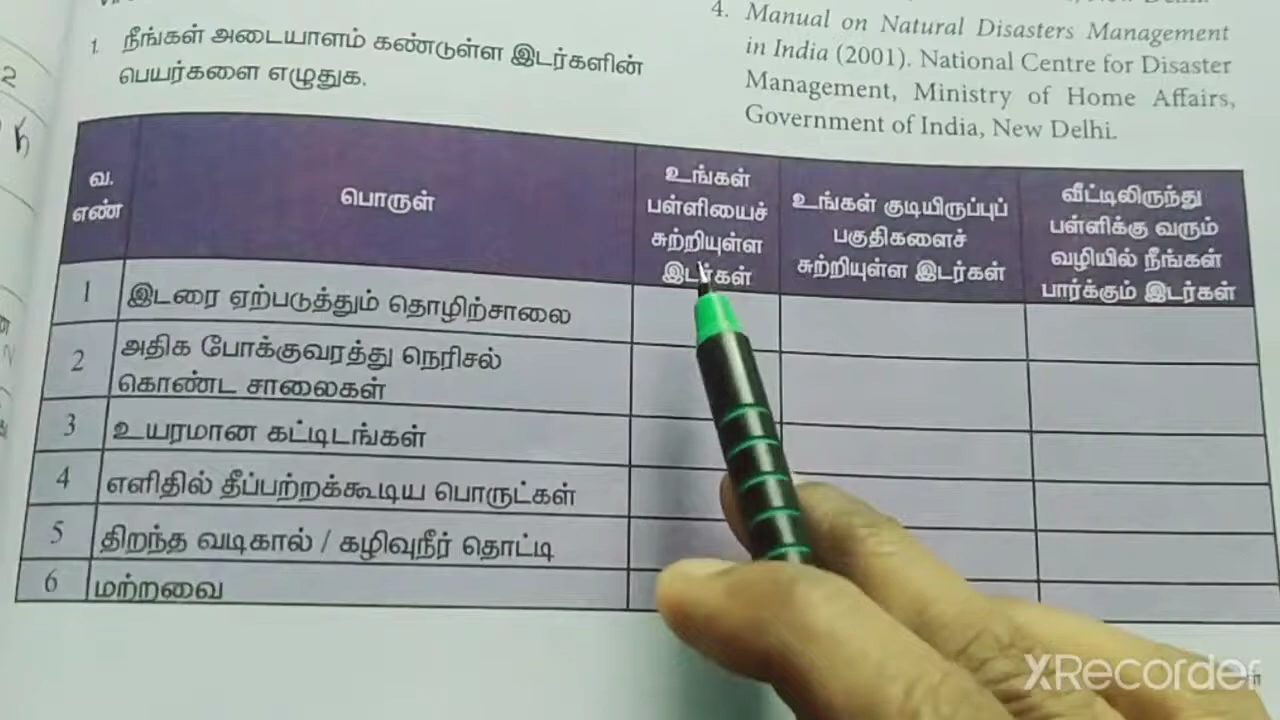 1. நீங்கள் அடையாளம் கண்டுள்ள இடர்களின்
பெயர்களை எழுதுக.
4. Manual on Natural Disasters Management
in India (2001). National Centre for Disaster
Management, Ministry of Home Affairs,
Government of India, New Delhi.
வ.
எண்
பொருள்
உங்கள்
பள்ளியைச்
சுற்றியுள்ள
இடர்கள்
உங்கள் குடியிருப்புப்
பகுதிகளைச்
சுற்றியுள்ள இடர்கள்
வீட்டிலிருந்து
பள்ளிக்கு வரும்
வழியில் நீங்கள்
பார்க்கும் இடர்கள்
1 இடரை ஏற்படுத்தும் தொழிற்சாலை
2 அதிக போக்குவரத்து நெரிசல்
கொண்ட சாலைகள்
3 உயரமான கட்டிடங்கள்
4 எளிதில் தீப்பற்றக்கூடிய பொருட்கள்
5 திறந்த வடிகால் / கழிவுநீர் தொட்டி
6 மற்றவை
XRecorder